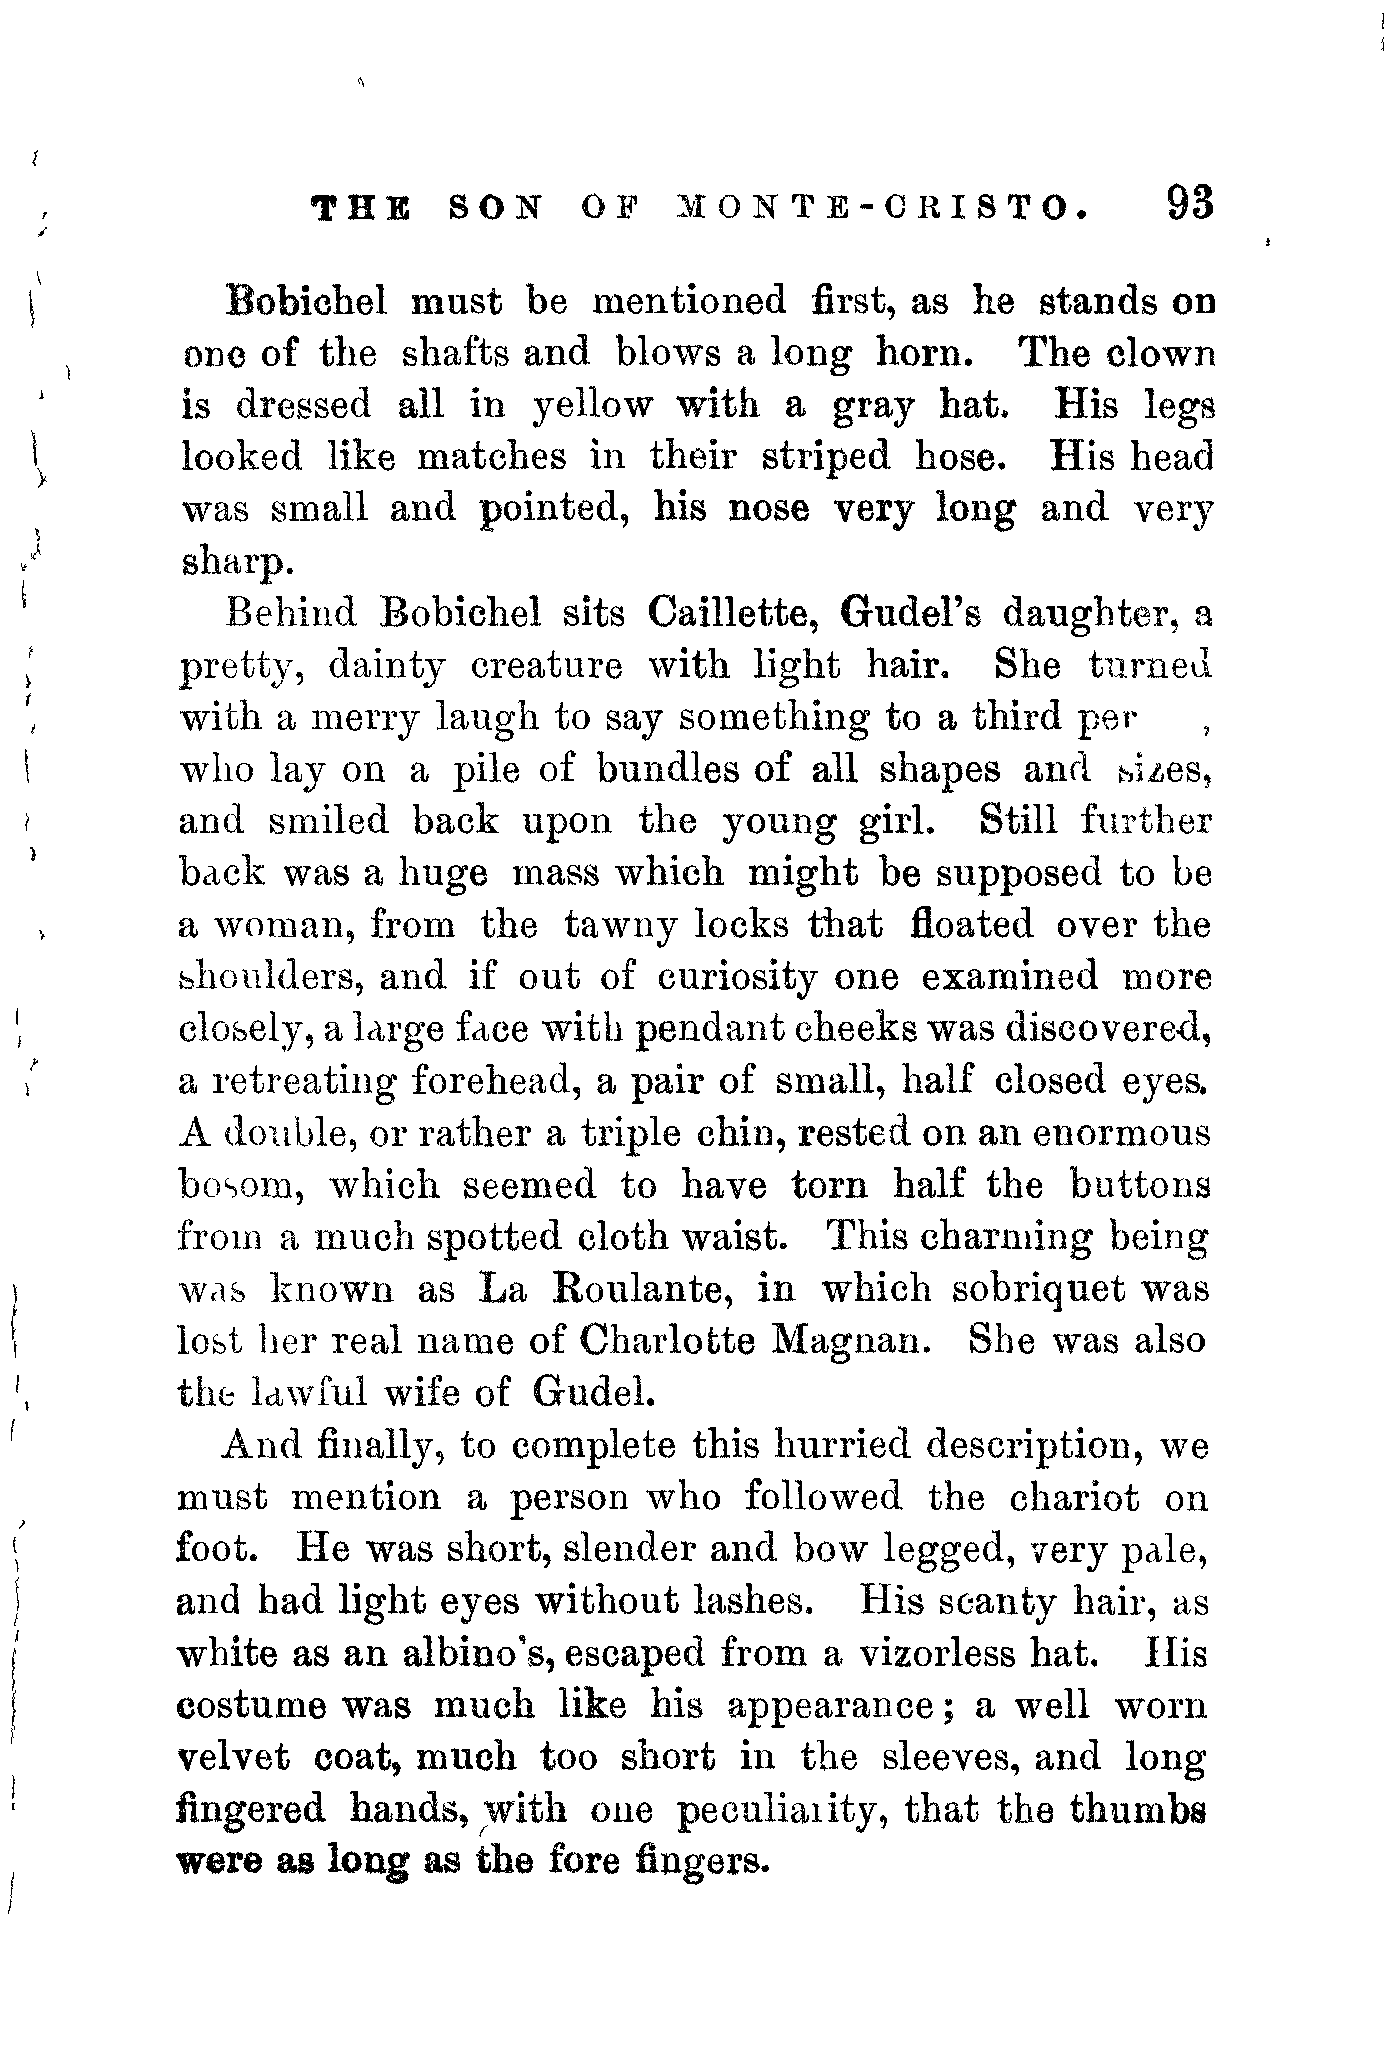 THE SON OF MONTE-CRISTO. 93
Bobichel must be mentioned first, as he stands on
one of the shafts and blows a long horn. The clown
is dressed all in yellow with a gray hat. His legs
looked like matches in their striped hose. His head
was small and pointed, his nose very long and very
sharp.
Behind Bobichel sits Caillette, Gudel's daughter, a
pretty, dainty creature with light hair. She turned
with a merry laugh to say something to a third per ,
who lay on a pile of bundles of all shapes and sizes,
and smiled back upon the young girl. Still further
back was a huge mass which might be supposed to be
a woman, from the tawny locks that floated over the
shoulders, and if out of curiosity one examined more
closely, a large face with pendant cheeks was discovered,
a retreating forehead, a pair of small, half closed eyes.
A double, or rather a triple chin, rested on an enormous
bosom, which seemed to have torn half the buttons
from a much spotted cloth waist. This charming being
was known as La Roulante, in which sobriquet was
lost her real name of Charlotte Magnan. She was also
the lawful wife of Gudel.
And finally, to complete this hurried description, we
must mention a person who followed the chariot on
foot. He was short, slender and bow legged, very pale,
and had light eyes without lashes. His scanty hair, as
white as an albino's, escaped from a vizorless hat. His
costume was much like his appearance; a well worn
velvet coat, much too short in the sleeves, and long
fingered hands, with one peculiarity, that the thumbs
were as long as the fore fingers.